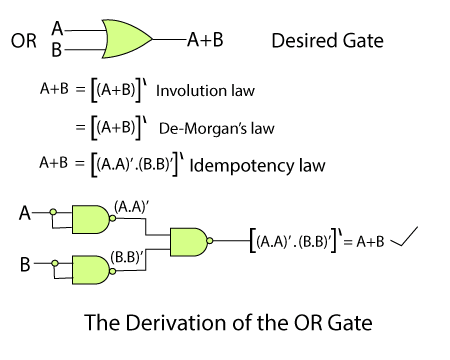 OR A B A+B Desired Gate
A+B = [(A+B)]‵ Involution law
= [(A+B)]‵ De-Morgan's law
A+B = [(A.A)'.(B.B)']‵ Idempotency law
A (A.A)'
[(A.A)'.(B.B)']‵ = A+B
B (B.B)'
The Derivation of the OR Gate